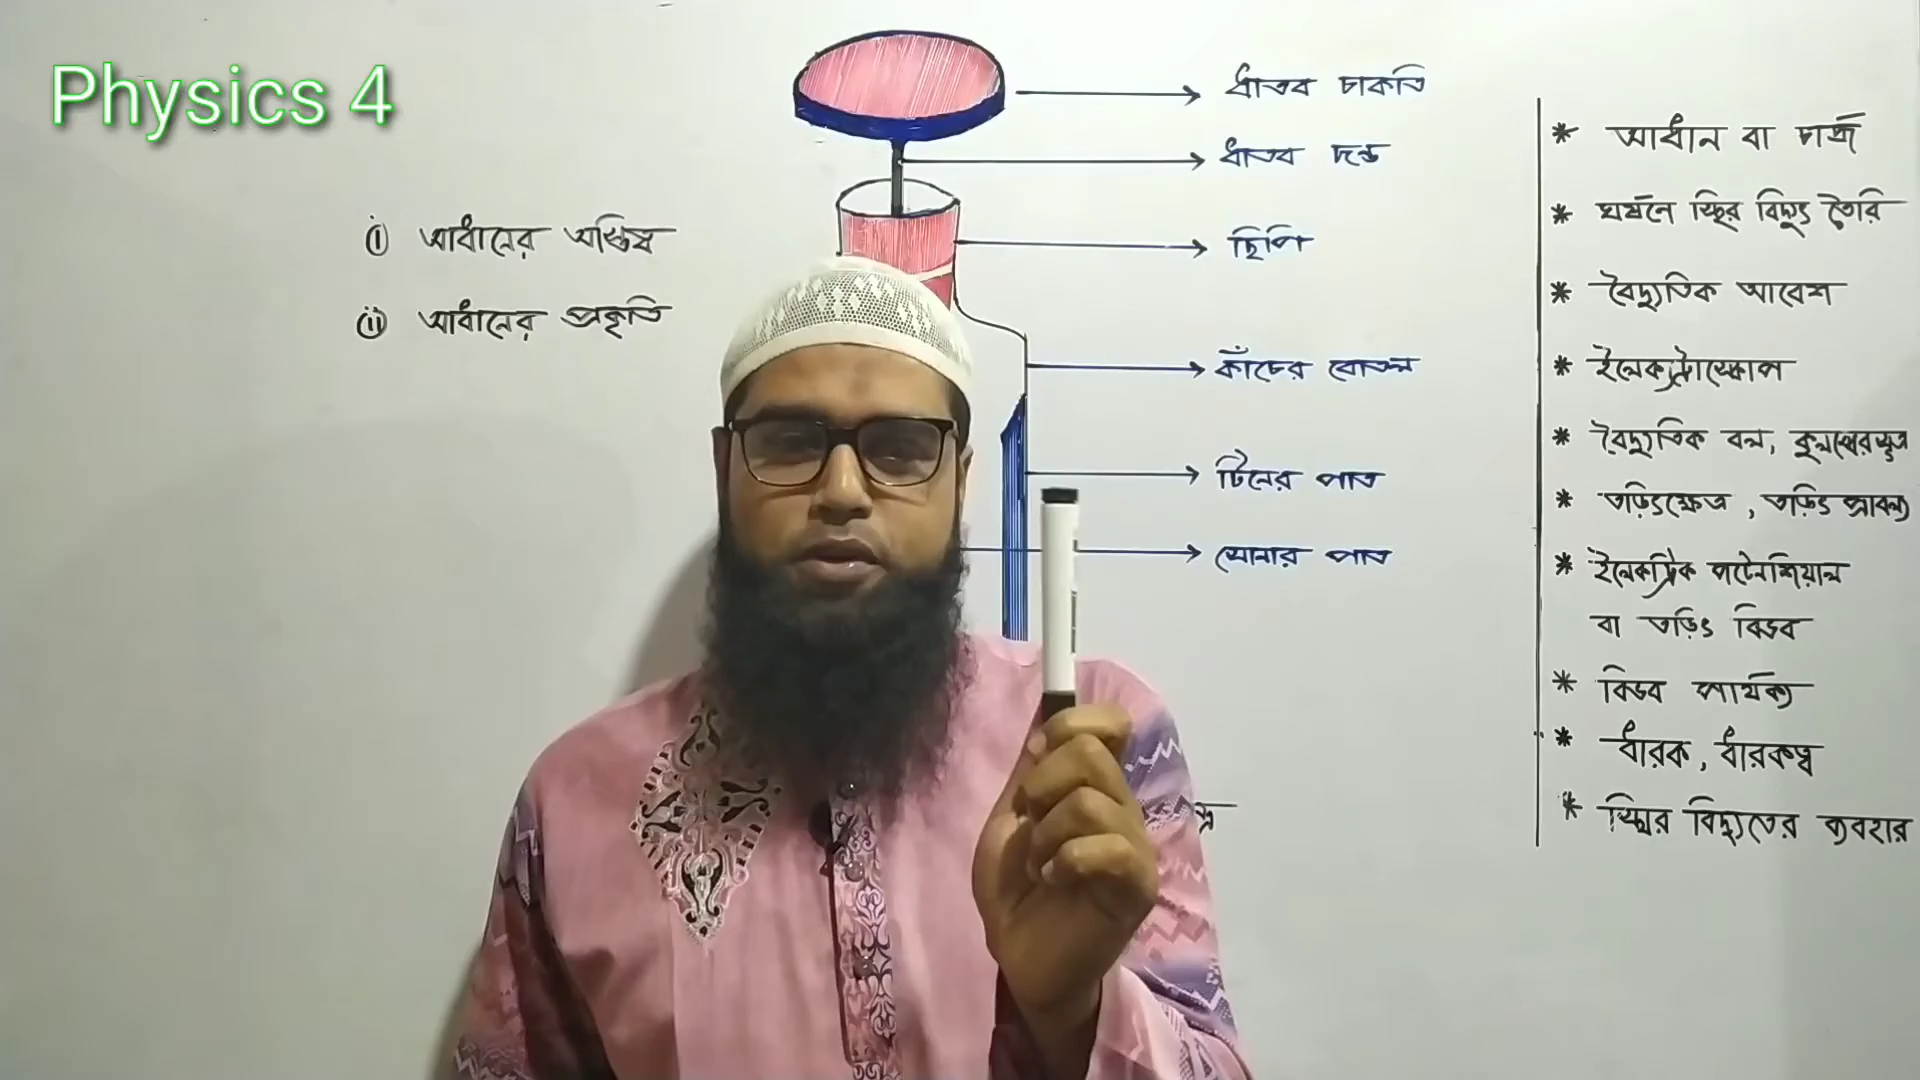 Physics 4
i আধানের অস্তিত্ব
ii আধানের প্রকৃতি
ধাতব চাকতি
ধাতব দন্ড
ছিপি
কাঁচের বোতল
টিনের পাত
সোনার পাত
* আধান বা চার্জ
* ঘর্ষনে স্থির বিদ্যুৎ তৈরি
* বৈদ্যুতিক আবেশ
* ইলেকট্রোস্কোপ
* বৈদ্যুতিক বল, কুলম্বের সূত্র
* তড়িৎক্ষেত্র, তড়িৎ প্রাবল্য
* ইলেকট্রিক পটেনশিয়াল
বা তড়িৎ বিভব
* বিভব পার্থক্য
* ধারক, ধারকত্ব
* স্থির বিদ্যুতের ব্যবহার